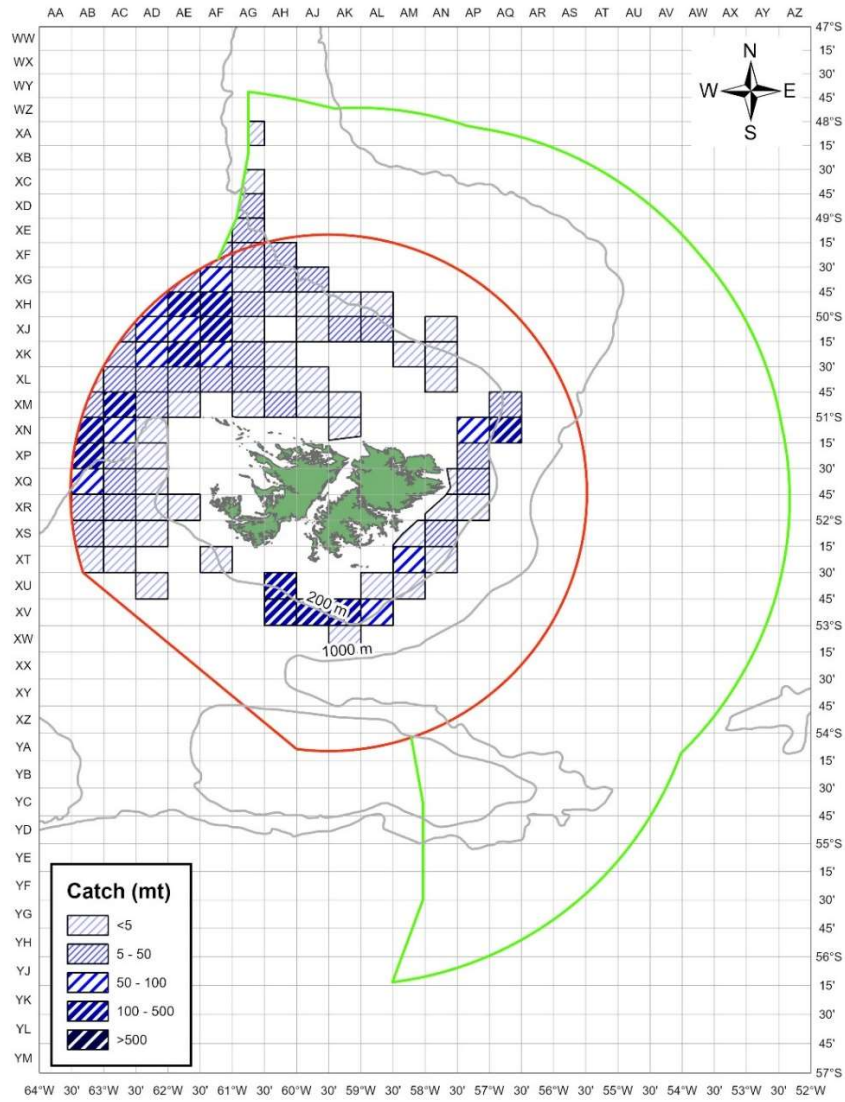 AA AB AC AD AE AF AG AH AJ AK AL AM AN AP AQ AR AS AT AU AV AW AX AY AZ
47°S
WW
15'
WX
30'
WY
45'
WZ
48°S
XA
15'
XB
30'
XC
45'
XD
49°S
XE
15'
XF
30'
XG
45'
XH
50°S
XJ
15'
XK
30'
XL
45'
XM
51°S
XN
15'
XP
30'
XQ
45'
XR
52°S
XS
15'
XT
30'
XU
45'
XV
53°S
XW
15'
XX
30'
XY
45'
XZ
54°S
YA
15'
YB
30'
YC
45'
YD
55°S
YE
15'
YF
30'
YG
45'
YH
56°S
YJ
15'
YK
30'
YL
45'
YM
57°S
N
W E
S
200 m
1000 m
Catch (mt)
<5
5 - 50
50 - 100
100 - 500
>500
64°W 30' 63°W 30' 62°W 30' 61°W 30' 60°W 30' 59°W 30' 58°W 30' 57°W 30' 56°W 30' 55°W 30' 54°W 30' 53°W 30' 52°W